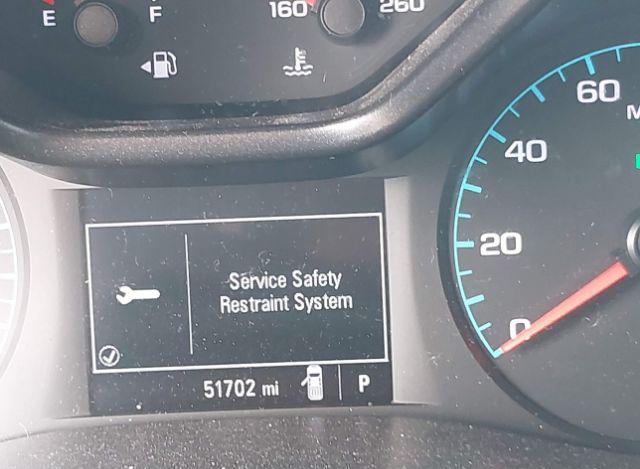 E F
160 260
60
M
40
20
0
Service Safety
Restraint System
51702 mi P